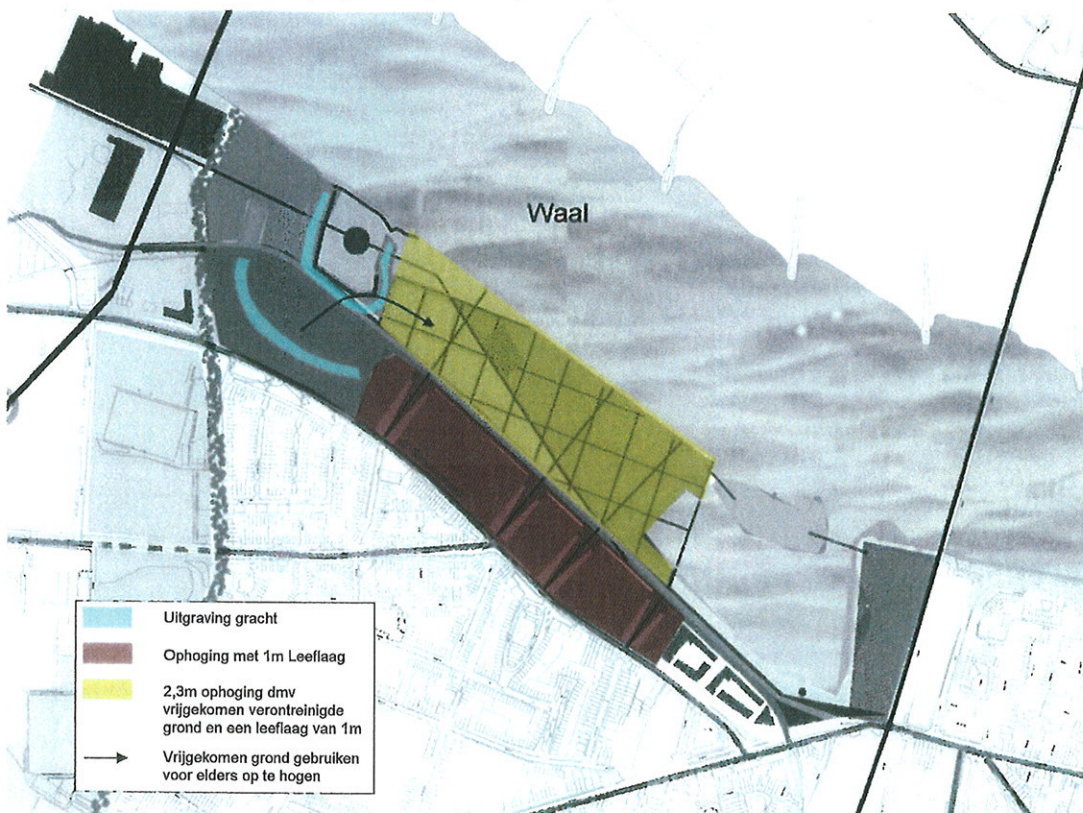 Waal
Uitgraving gracht
Ophoging met 1m Leeflaag
2,3m ophoging dmv
vrijgekomen verontreinigde
grond en een leeflaag van 1m
Vrijgekomen grond gebruiken
voor elders op te hogen